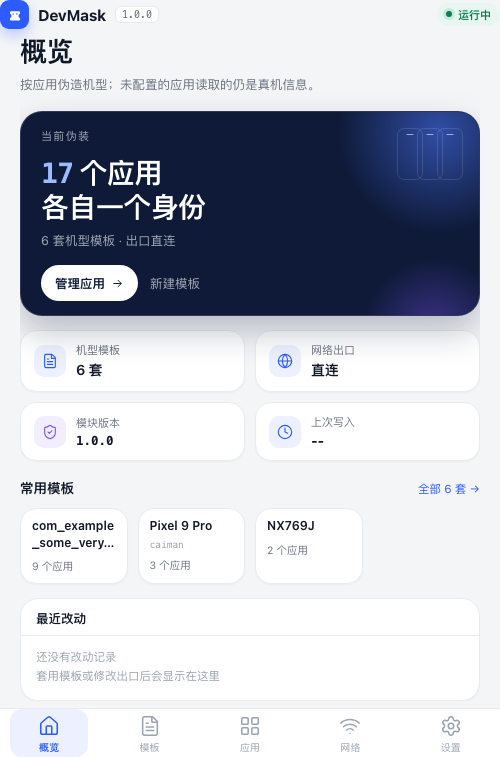 DevMask 1.0.0 运行中
概览
按应用伪造机型；未配置的应用读取的仍是真机信息。
当前伪装
17 个应用
各自一个身份
6 套机型模板 · 出口直连
管理应用 → 新建模板
机型模板
6 套
网络出口
直连
模块版本
1.0.0
上次写入
--
常用模板 全部 6 套 →
com_example
_some_very...
9 个应用
Pixel 9 Pro
caiman
3 个应用
NX769J
2 个应用
最近改动
还没有改动记录
套用模板或修改出口后会显示在这里
概览 模板 应用 网络 设置